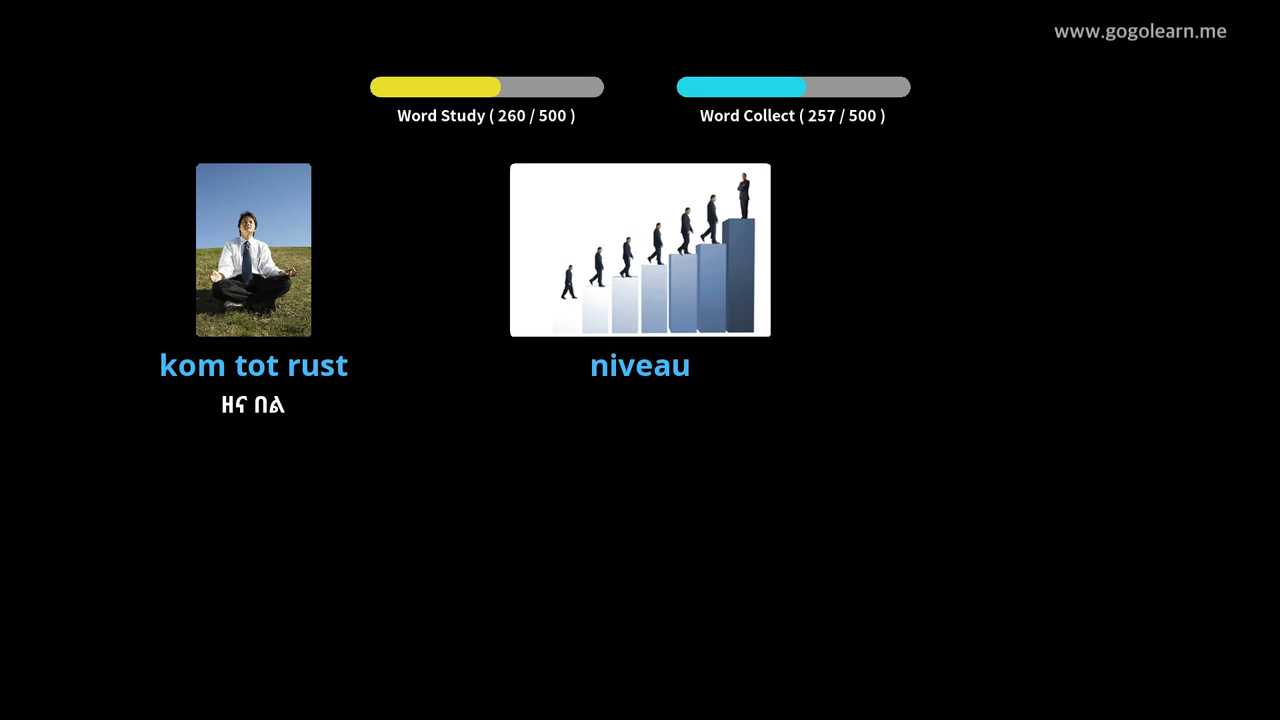 www.gogolearn.me
Word Study ( 260 / 500 )
Word Collect ( 257 / 500 )
kom tot rust
niveau
ዘና በል